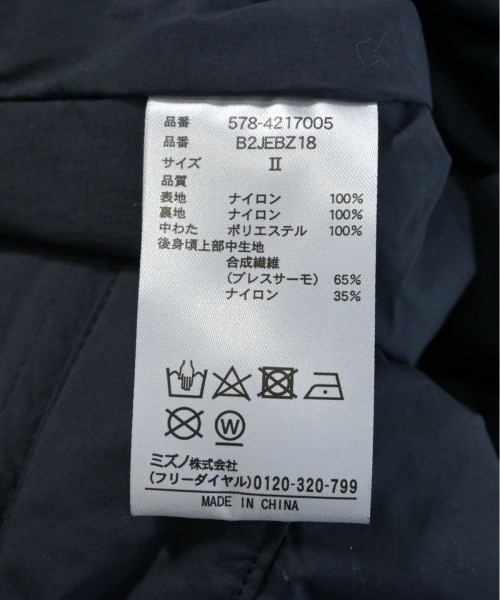 品番 578-4217005
品番 B2JEBZ18
サイズ Ⅱ
品質
表地 ナイロン 100%
裏地 ナイロン 100%
中わた ポリエステル 100%
後身頃上部中生地
合成繊維
(ブレスサーモ) 65%
ナイロン 35%
W
ミズノ株式会社
(フリーダイヤル)0120-320-799
MADE IN CHINA